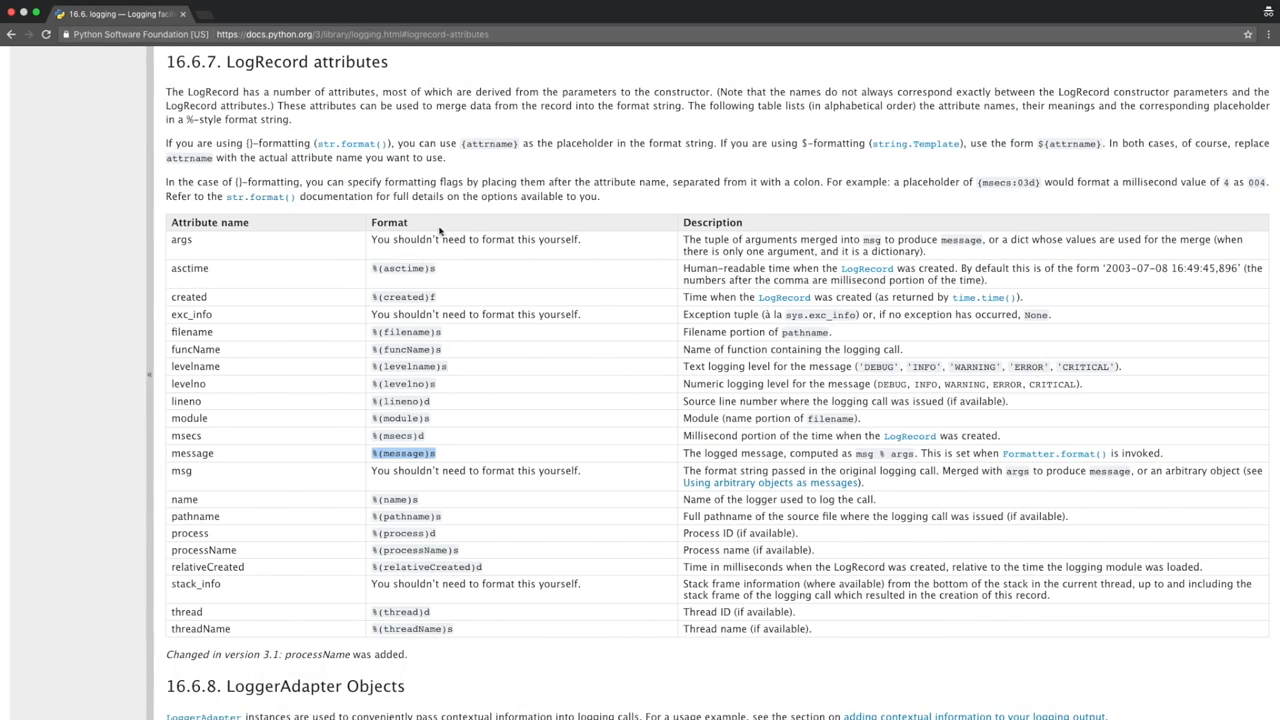 16.6. logging — Logging facil
Python Software Foundation [US]
https://docs.python.org/3/library/logging.html#logrecord-attributes
16.6.7. LogRecord attributes
The LogRecord has a number of attributes, most of which are derived from the parameters to the constructor. (Note that the names do not always correspond exactly between the LogRecord constructor parameters and the
LogRecord attributes.) These attributes can be used to merge data from the record into the format string. The following table lists (in alphabetical order) the attribute names, their meanings and the corresponding placeholder
in a %-style format string.
If you are using {}-formatting (str.format()), you can use {attrname} as the placeholder in the format string. If you are using $-formatting (string.Template), use the form ${attrname}. In both cases, of course, replace
attrname with the actual attribute name you want to use.
In the case of {}-formatting, you can specify formatting flags by placing them after the attribute name, separated from it with a colon. For example: a placeholder of {msecs:03d} would format a millisecond value of 4 as 004.
Refer to the str.format() documentation for full details on the options available to you.
Attribute name Format Description
args You shouldn't need to format this yourself. The tuple of arguments merged into msg to produce message, or a dict whose values are used for the merge (when
there is only one argument, and it is a dictionary).
asctime %(asctime)s Human-readable time when the LogRecord was created. By default this is of the form '2003-07-08 16:49:45,896' (the
numbers after the comma are millisecond portion of the time).
created %(created)f Time when the LogRecord was created (as returned by time.time()).
exc_info You shouldn't need to format this yourself. Exception tuple (à la sys.exc_info) or, if no exception has occurred, None.
filename %(filename)s Filename portion of pathname.
funcName %(funcName)s Name of function containing the logging call.
levelname %(levelname)s Text logging level for the message ('DEBUG', 'INFO', 'WARNING', 'ERROR', 'CRITICAL').
levelno %(levelno)s Numeric logging level for the message (DEBUG, INFO, WARNING, ERROR, CRITICAL).
lineno %(lineno)d Source line number where the logging call was issued (if available).
module %(module)s Module (name portion of filename).
msecs %(msecs)d Millisecond portion of the time when the LogRecord was created.
message %(message)s The logged message, computed as msg % args. This is set when Formatter.format() is invoked.
msg You shouldn't need to format this yourself. The format string passed in the original logging call. Merged with args to produce message, or an arbitrary object (see
Using arbitrary objects as messages).
name %(name)s Name of the logger used to log the call.
pathname %(pathname)s Full pathname of the source file where the logging call was issued (if available).
process %(process)d Process ID (if available).
processName %(processName)s Process name (if available).
relativeCreated %(relativeCreated)d Time in milliseconds when the LogRecord was created, relative to the time the logging module was loaded.
stack_info You shouldn't need to format this yourself. Stack frame information (where available) from the bottom of the stack in the current thread, up to and including the
stack frame of the logging call which resulted in the creation of this record.
thread %(thread)d Thread ID (if available).
threadName %(threadName)s Thread name (if available).
Changed in version 3.1: processName was added.
16.6.8. LoggerAdapter Objects
LoggerAdapter instances are used to conveniently pass contextual information into logging calls. For a usage example, see the section on adding contextual information to your logging output.